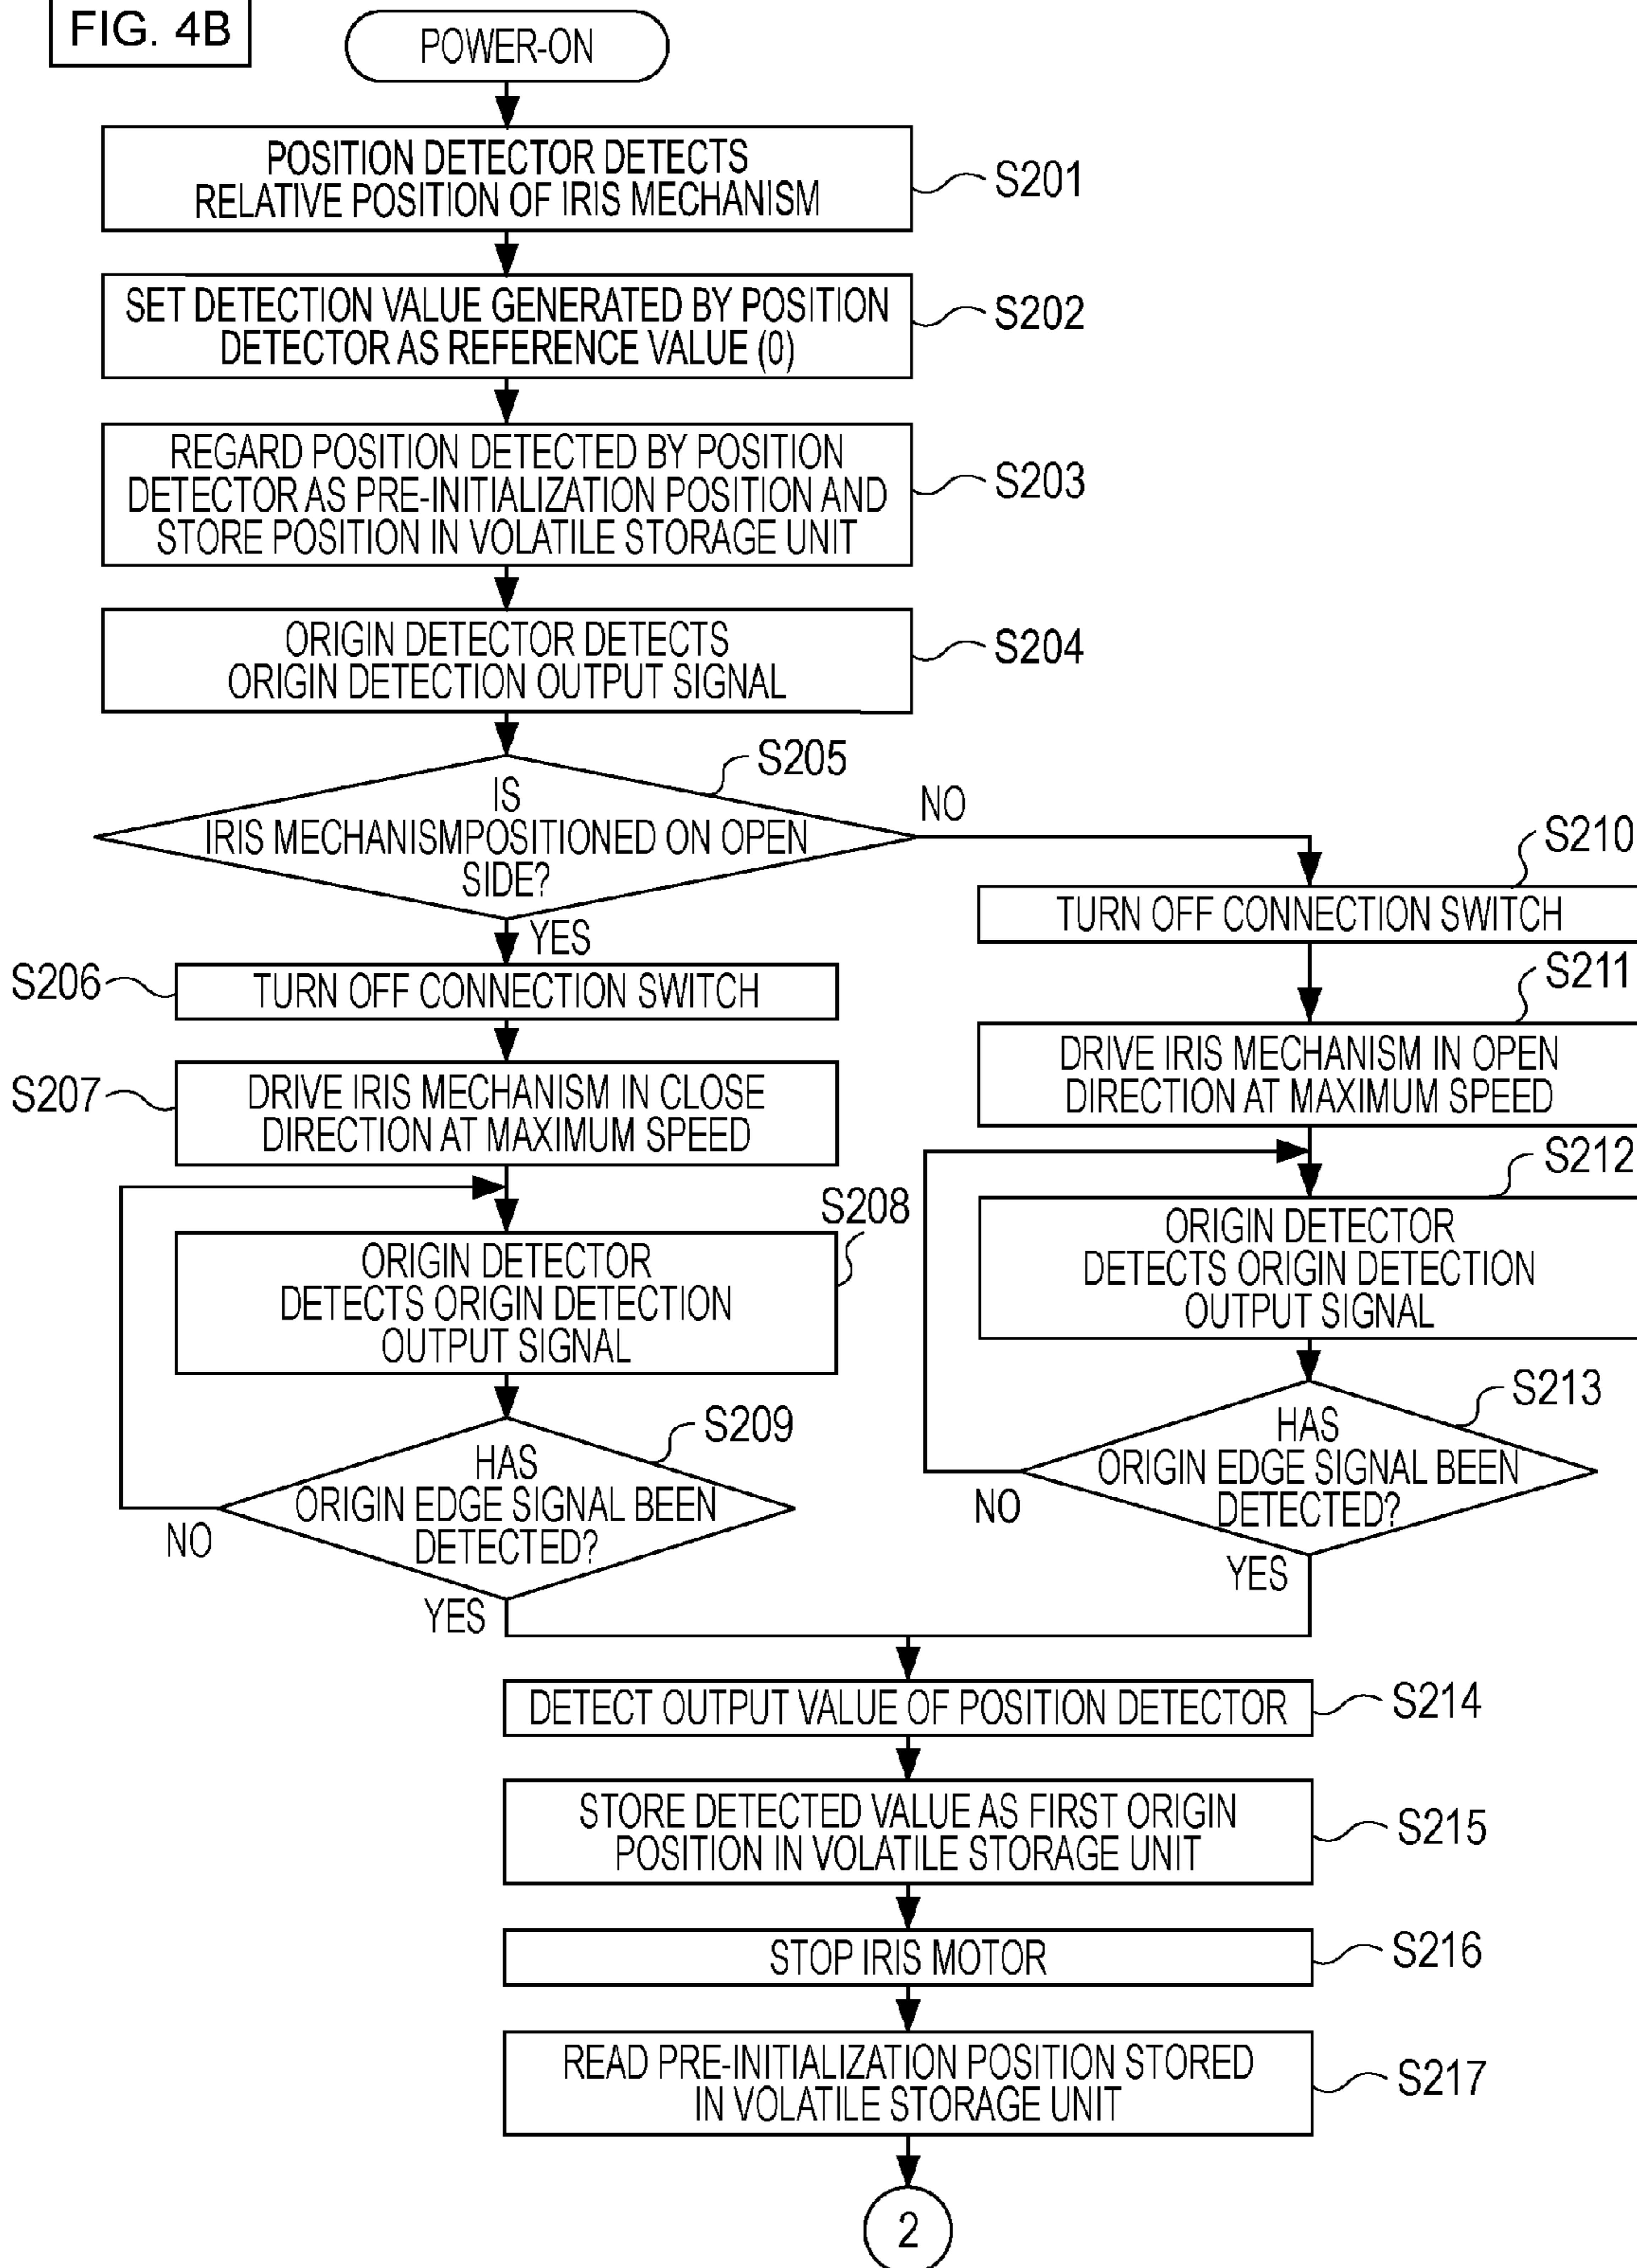 FIG. 4B
POWER-ON
POSITION DETECTOR DETECTS
RELATIVE POSITION OF IRIS MECHANISM
S201
SET DETECTION VALUE GENERATED BY POSITION
DETECTOR AS REFERENCE VALUE (0)
S202
REGARD POSITION DETECTED BY POSITION
DETECTOR AS PRE-INITIALIZATION POSITION AND
STORE POSITION IN VOLATILE STORAGE UNIT
S203
ORIGIN DETECTOR DETECTS
ORIGIN DETECTION OUTPUT SIGNAL
S204
S205
IS
IRIS MECHANISMPOSITIONED ON OPEN
SIDE?
NO
YES
S206
TURN OFF CONNECTION SWITCH
S207
DRIVE IRIS MECHANISM IN CLOSE
DIRECTION AT MAXIMUM SPEED
S208
ORIGIN DETECTOR
DETECTS ORIGIN DETECTION
OUTPUT SIGNAL
S209
HAS
ORIGIN EDGE SIGNAL BEEN
DETECTED?
NO
YES
S210
TURN OFF CONNECTION SWITCH
S211
DRIVE IRIS MECHANISM IN OPEN
DIRECTION AT MAXIMUM SPEED
S212
ORIGIN DETECTOR
DETECTS ORIGIN DETECTION
OUTPUT SIGNAL
S213
HAS
ORIGIN EDGE SIGNAL BEEN
DETECTED?
NO
YES
DETECT OUTPUT VALUE OF POSITION DETECTOR
S214
STORE DETECTED VALUE AS FIRST ORIGIN
POSITION IN VOLATILE STORAGE UNIT
S215
STOP IRIS MOTOR
S216
READ PRE-INITIALIZATION POSITION STORED
IN VOLATILE STORAGE UNIT
S217
2